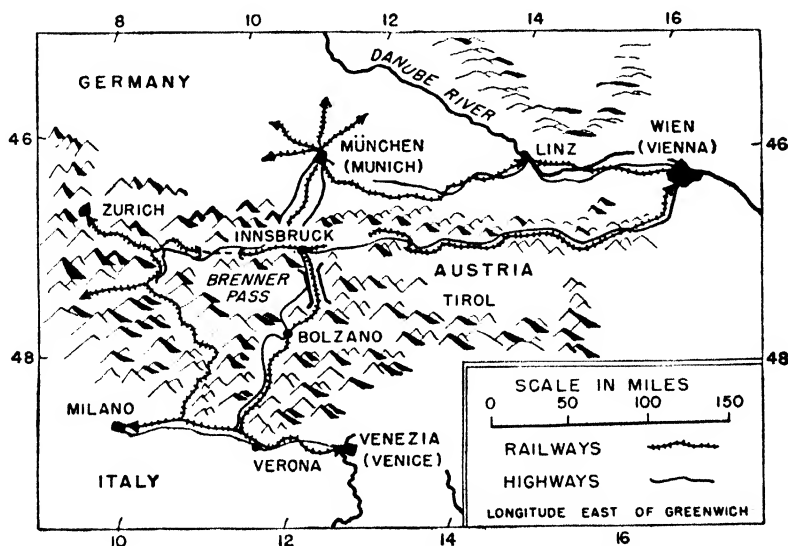 8 10 12 14 16
GERMANY
DANUBE RIVER
46 46
MÜNCHEN
(MUNICH)
LINZ
WIEN
(VIENNA)
ZURICH
INNSBRUCK
BRENNER
PASS
AUSTRIA
TIROL
BOLZANO
48 48
MILANO
VENEZIA
(VENICE)
VERONA
ITALY
SCALE IN MILES
0 50 100 150
RAILWAYS
HIGHWAYS
LONGITUDE EAST OF GREENWICH
10 12 14 16